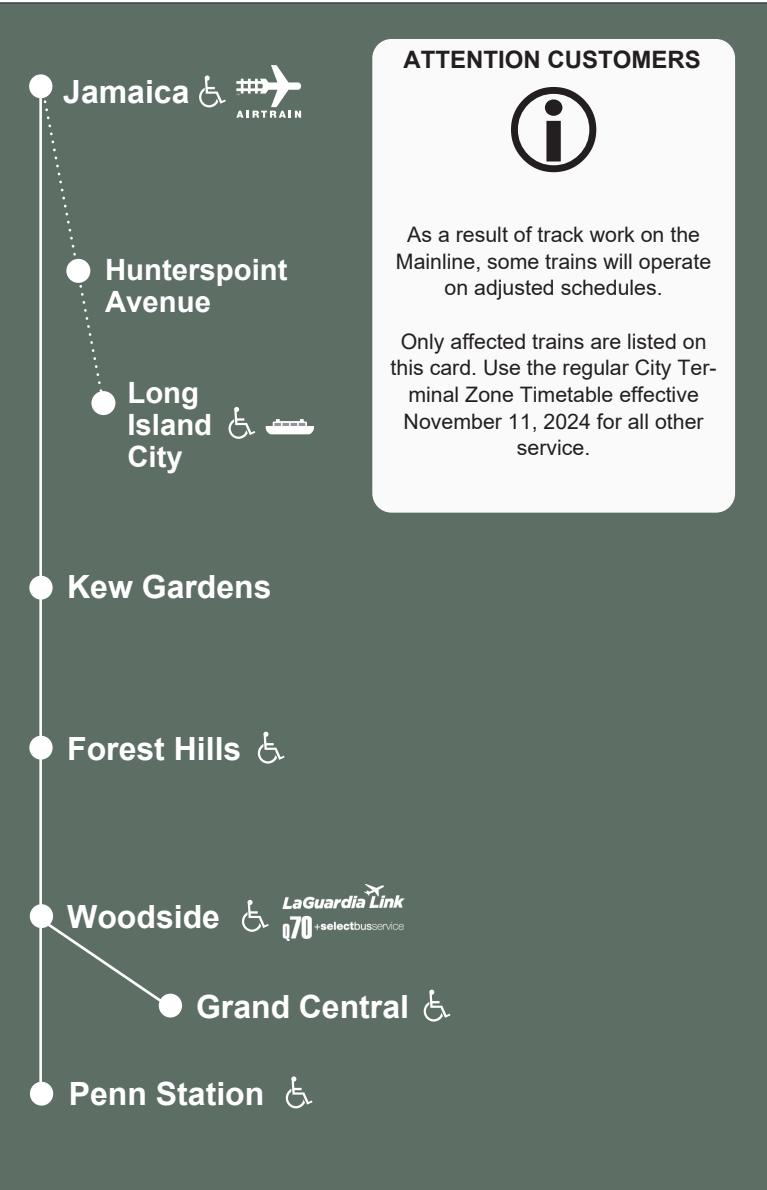 Jamaica
AIRTRAIN
Hunterspoint
Avenue
Long
Island
City
Kew Gardens
Forest Hills
Woodside
LaGuardia Link
Q70 +selectbusservice
Grand Central
Penn Station
ATTENTION CUSTOMERS
As a result of track work on the
Mainline, some trains will operate
on adjusted schedules.
Only affected trains are listed on
this card. Use the regular City Ter-
minal Zone Timetable effective
November 11, 2024 for all other
service.